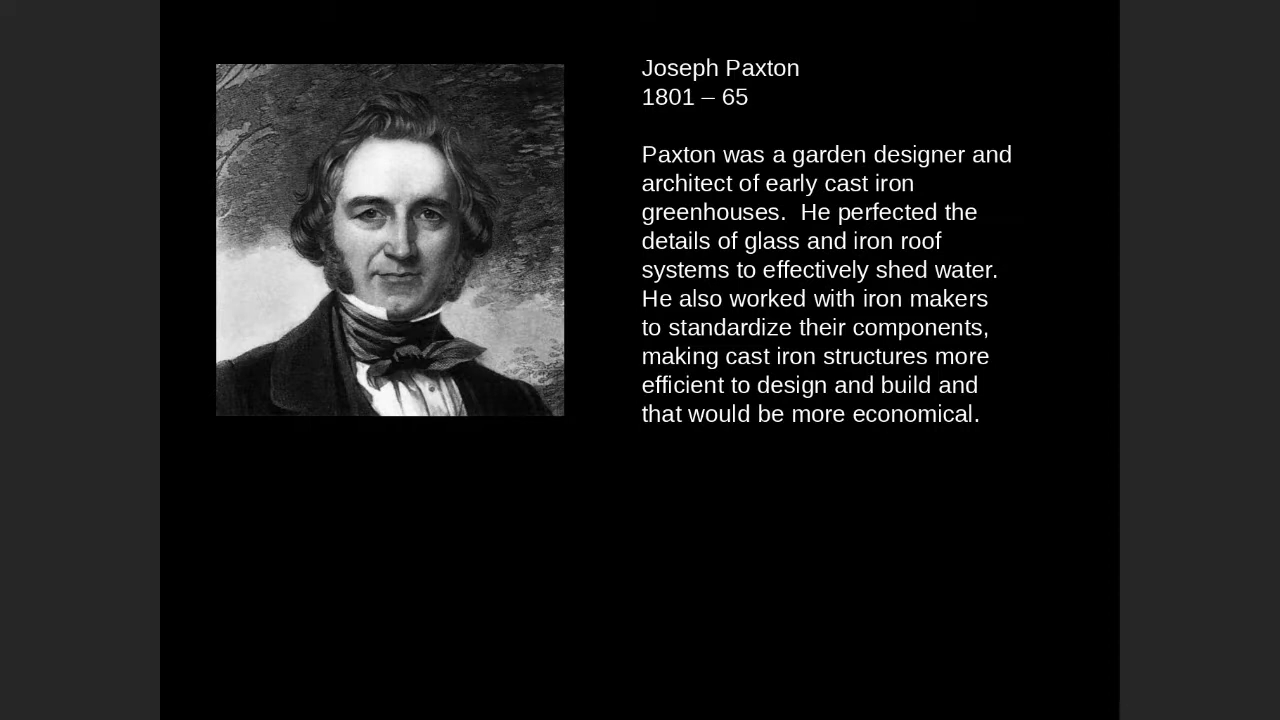 Joseph Paxton
1801 – 65
Paxton was a garden designer and
architect of early cast iron
greenhouses.  He perfected the
details of glass and iron roof
systems to effectively shed water.
He also worked with iron makers
to standardize their components,
making cast iron structures more
efficient to design and build and
that would be more economical.